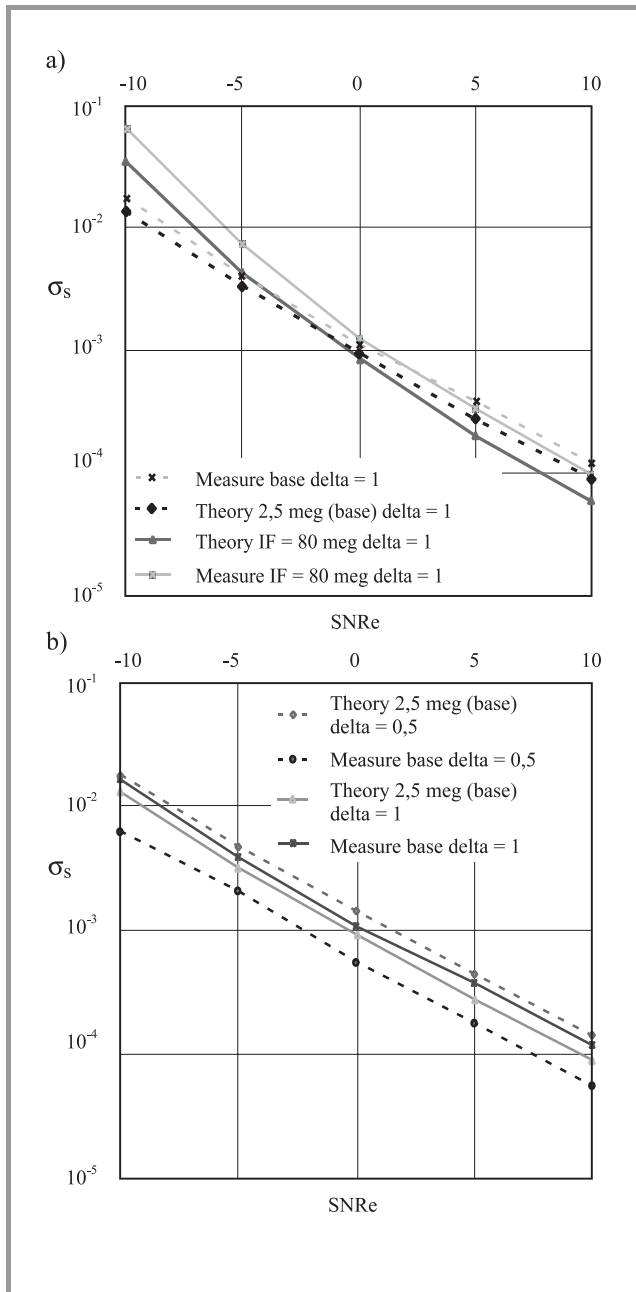 a)
-10 -5 0 5 10
10-1
10-2
σs
10-3
10-4
Measure base delta = 1
Theory 2,5 meg (base) delta = 1
Theory IF = 80 meg delta = 1
Measure IF = 80 meg delta = 1
10-5
SNRe
b)
-10 -5 0 5 10
10-1
Theory 2,5 meg (base)
delta = 0,5
Measure base delta = 0,5
Theory 2,5 meg (base)
delta = 1
Measure base delta = 1
10-2
σs
10-3
10-4
10-5
SNRe